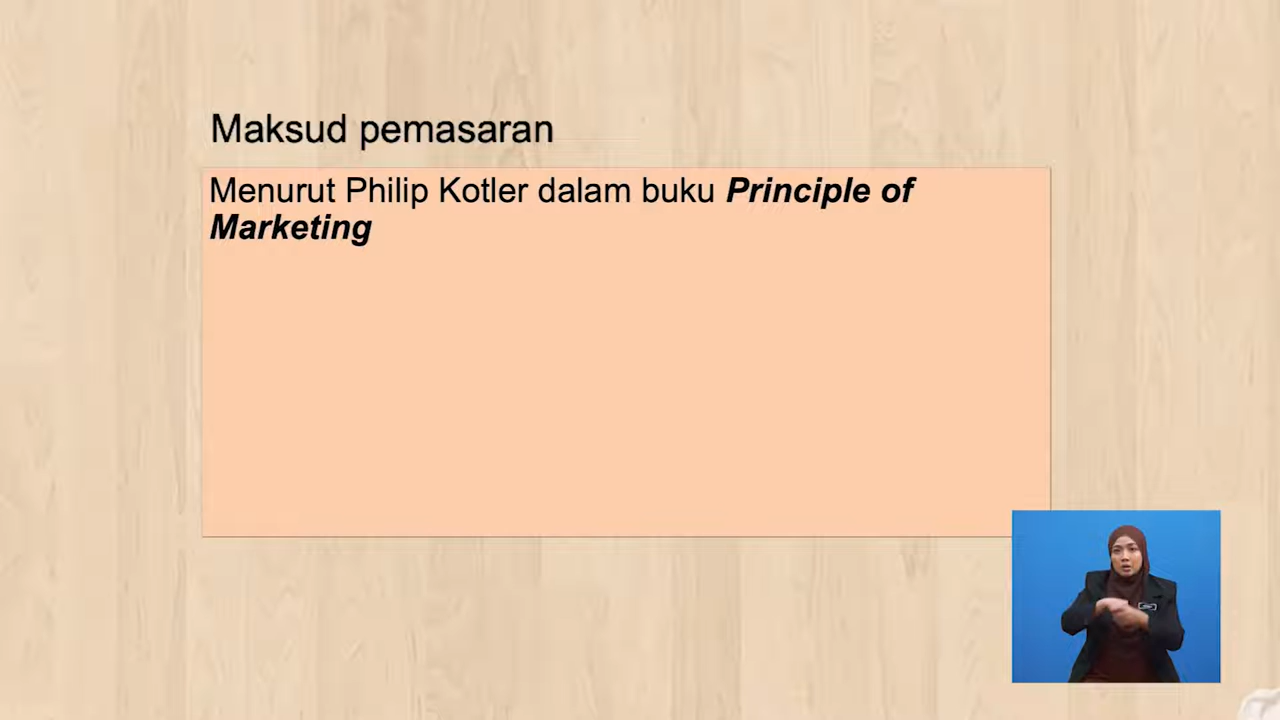 Maksud pemasaran
Menurut Philip Kotler dalam buku Principle of
Marketing